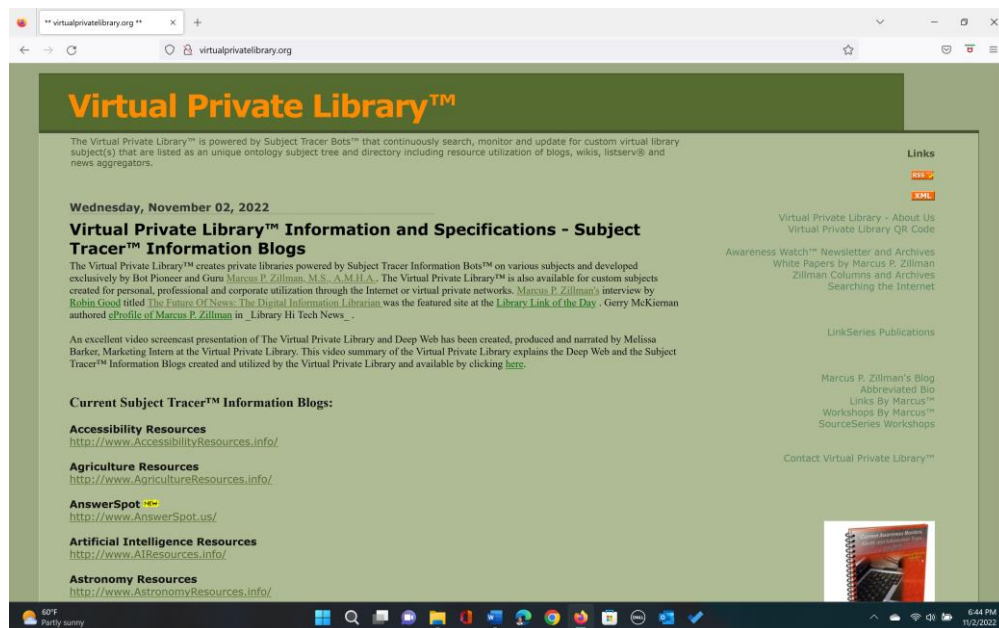 ** virtualprivatelibrary.org **
virtualprivatelibrary.org
Virtual Private Library™
The Virtual Private Library™ is powered by Subject Tracer Bots™ that continuously search, monitor and update for custom virtual library
subject(s) that are listed as an unique ontology subject tree and directory including resource utilization of blogs, wikis, listserv® and
news aggregators.
Wednesday, November 02, 2022
Virtual Private Library™ Information and Specifications - Subject
Tracer™ Information Blogs
The Virtual Private Library™ creates private libraries powered by Subject Tracer Information Bots™ on various subjects and developed
exclusively by Bot Pioneer and Guru Marcus P. Zillman, M.S., A.M.H.A.. The Virtual Private Library™ is also available for custom subjects
created for personal, professional and corporate utilization through the Internet or virtual private networks. Marcus P. Zillman's interview by
Robin Good titled The Future Of News: The Digital Information Librarian was the featured site at the Library Link of the Day . Gerry McKiernan
authored eProfile of Marcus P. Zillman in _Library Hi Tech News_ .
An excellent video screencast presentation of The Virtual Private Library and Deep Web has been created, produced and narrated by Melissa
Barker, Marketing Intern at the Virtual Private Library. This video summary of the Virtual Private Library explains the Deep Web and the Subject
Tracer™ Information Blogs created and utilized by the Virtual Private Library and available by clicking here.
Current Subject Tracer™ Information Blogs:
Accessibility Resources
http://www.AccessibilityResources.info/
Agriculture Resources
http://www.AgricultureResources.info/
AnswerSpot NEW
http://www.AnswerSpot.us/
Artificial Intelligence Resources
http://www.AIResources.info/
Astronomy Resources
http://www.AstronomyResources.info/
Links
RSS
XML
Virtual Private Library - About Us
Virtual Private Library QR Code
Awareness Watch™ Newsletter and Archives
White Papers by Marcus P. Zillman
Zillman Columns and Archives
Searching the Internet
LinkSeries Publications
Marcus P. Zillman's Blog
Abbreviated Bio
Links By Marcus™
Workshops By Marcus™
SourceSeries Workshops
Contact Virtual Private Library™
60°F
Partly sunny
6:44 PM
11/2/2022